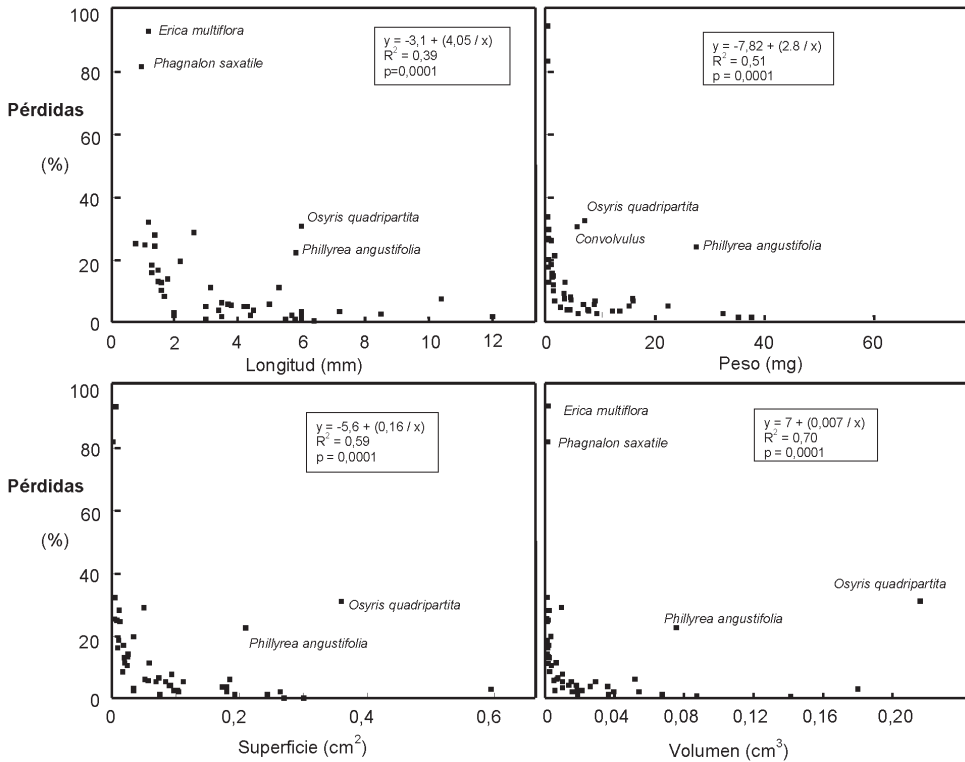 100
80
60
40
20
0
Pérdidas
(%)
Erica multiflora
Phagnalon saxatile
y = -3,1 + (4,05 / x)
R² = 0,39
p=0,0001
Osyris quadripartita
Phillyrea angustifolia
0 2 4 6 8 10 12
Longitud (mm)
y = -7,82 + (2.8 / x)
R² = 0,51
p = 0,0001
Osyris quadripartita
Convolvulus
Phillyrea angustifolia
0 20 40 60
Peso (mg)
100
80
60
40
20
0
Pérdidas
(%)
y = -5,6 + (0,16 / x)
R² = 0,59
p = 0,0001
Osyris quadripartita
Phillyrea angustifolia
0 0,2 0,4 0,6
Superficie (cm²)
Erica multiflora
Phagnalon saxatile
y = 7 + (0,007 / x)
R² = 0,70
p = 0,0001
Osyris quadripartita
Phillyrea angustifolia
0 0,04 0,08 0,12 0,16 0,20
Volumen (cm³)